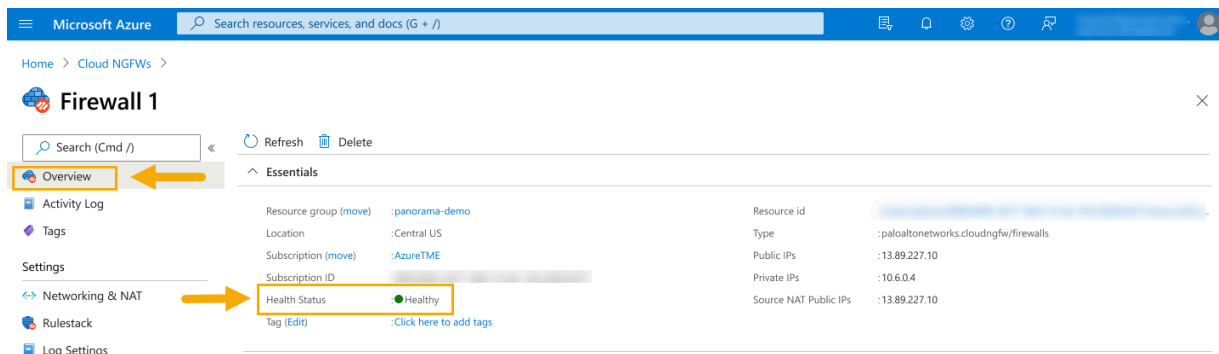 Microsoft Azure
Search resources, services, and docs (G + /)
Home > Cloud NGFWs >
Firewall 1
Search (Cmd /)
«
Refresh
Delete
Overview
Essentials
Activity Log
Tags
Resource group (move) :panorama-demo
Resource id
Location :Central US
Type :paloaltonetworks.cloudngfw/firewalls
Subscription (move) :AzureTME
Public IPs :13.89.227.10
Settings
Subscription ID
Private IPs :10.6.0.4
Networking & NAT
Health Status :Healthy
Source NAT Public IPs :13.89.227.10
Rulestack
Tag (Edit) :Click here to add tags
Log Settings